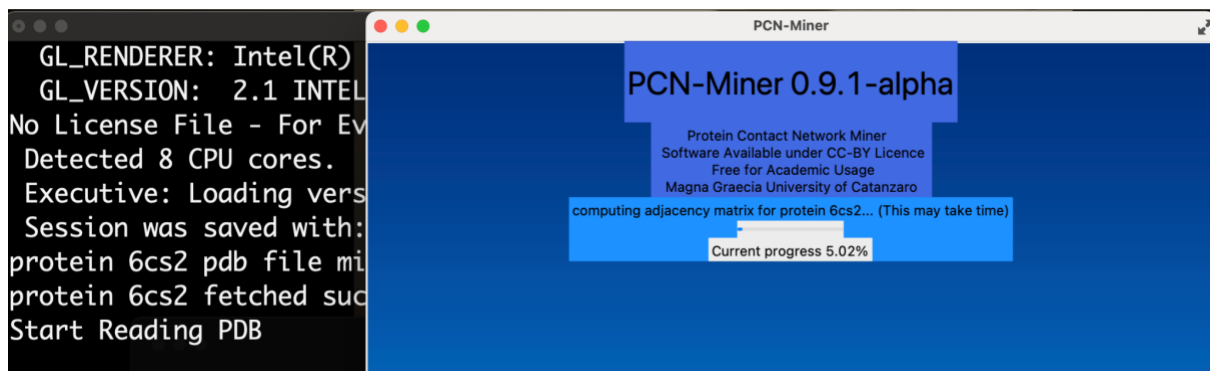 GL_RENDERER: Intel(R)
GL_VERSION: 2.1 INTEL
No License File - For Ev
Detected 8 CPU cores.
Executive: Loading vers
Session was saved with:
protein 6cs2 pdb file mi
protein 6cs2 fetched suc
Start Reading PDB
PCN-Miner
PCN-Miner 0.9.1-alpha
Protein Contact Network Miner
Software Available under CC-BY Licence
Free for Academic Usage
Magna Graecia University of Catanzaro
computing adjacency matrix for protein 6cs2... (This may take time)
Current progress 5.02%